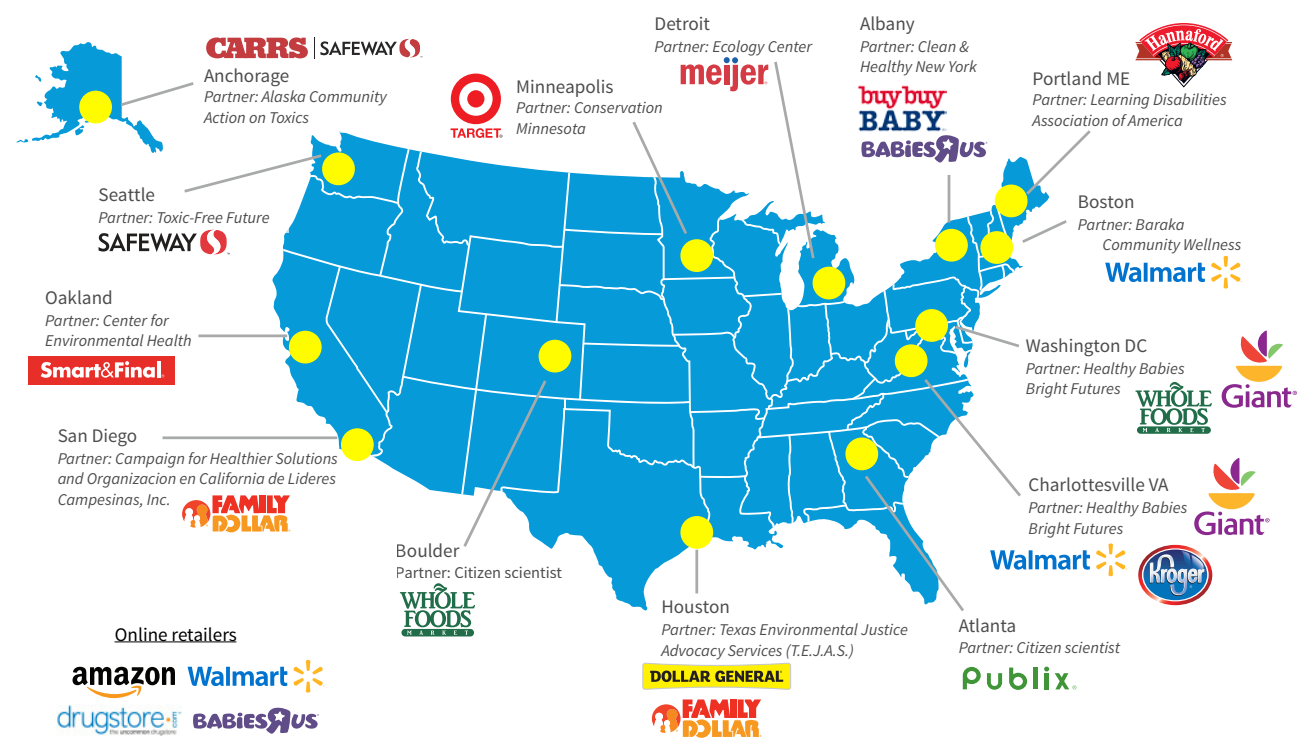 CARRS | SAFEWAY
Anchorage
Partner: Alaska Community
Action on Toxics
TARGET
Minneapolis
Partner: Conservation
Minnesota
Detroit
Partner: Ecology Center
meijer
Albany
Partner: Clean &
Healthy New York
buybuy
BABY
BABIESRUS
Hannaford
Portland ME
Partner: Learning Disabilities
Association of America
Seattle
Partner: Toxic-Free Future
SAFEWAY
Boston
Partner: Baraka
Community Wellness
Walmart
Oakland
Partner: Center for
Environmental Health
Smart&Final
Washington DC
Partner: Healthy Babies
Bright Futures
WHOLE
FOODS
MARKET
Giant
San Diego
Partner: Campaign for Healthier Solutions
and Organizacion en California de Lideres
Campesinas, Inc.
FAMILY
DOLLAR
Charlottesville VA
Partner: Healthy Babies
Bright Futures
Giant
Walmart
Kroger
Boulder
Partner: Citizen scientist
WHOLE
FOODS
MARKET
Houston
Partner: Texas Environmental Justice
Advocacy Services (T.E.J.A.S.)
DOLLAR GENERAL
FAMILY
DOLLAR
Atlanta
Partner: Citizen scientist
Publix
Online retailers
amazon Walmart
drugstore.com
the uncommon drugstore
BABIESRUS